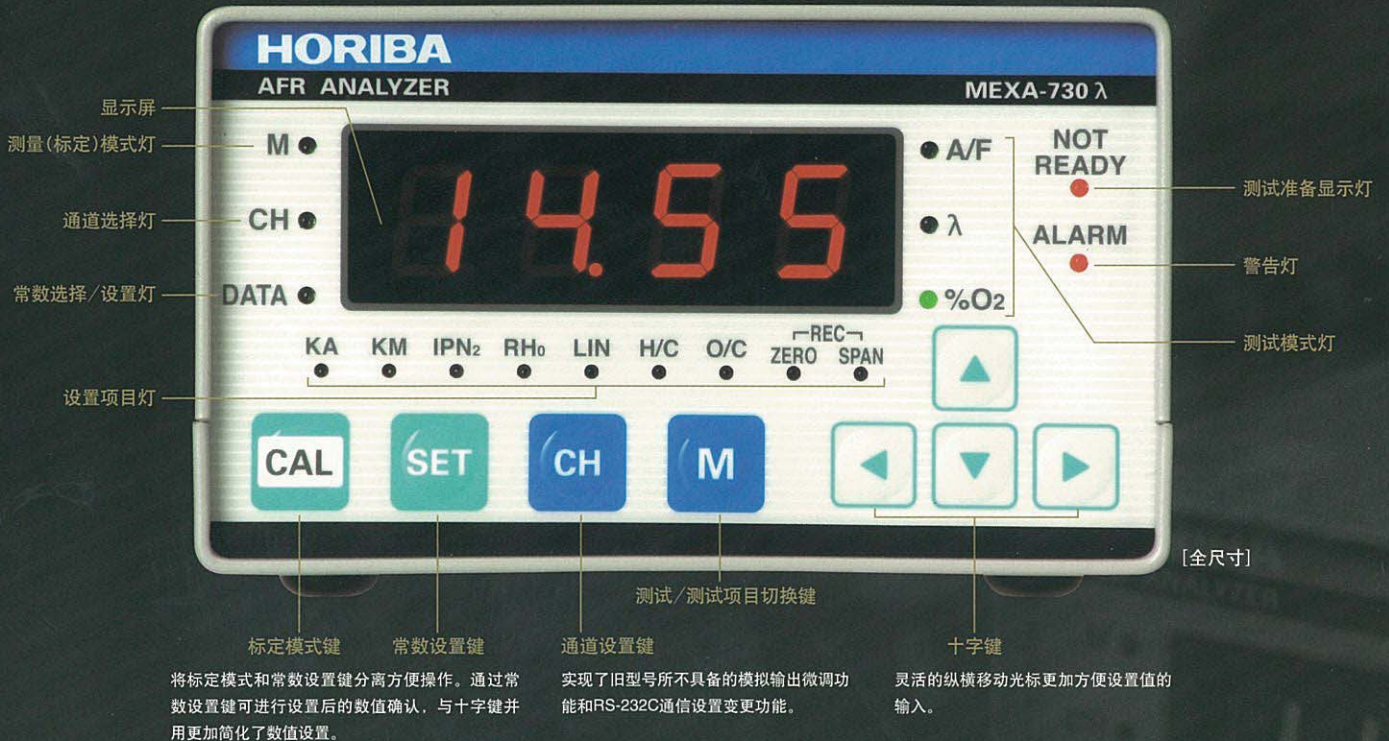 HORIBA
AFR ANALYZER
MEXA-730 λ
显示屏
测量(标定)模式灯
M
14.55
A/F
NOT
READY
测试准备显示灯
通道选择灯
CH
λ
ALARM
警告灯
常数选择/设置灯
DATA
%O₂
测试模式灯
KA
KM
IPN₂
RH₀
LIN
H/C
O/C
REC
ZERO
SPAN
设置项目灯
CAL
SET
CH
M
[全尺寸]
测试/测试项目切换键
标定模式键
常数设置键
通道设置键
十字键
将标定模式和常数设置键分离方便操作。通过常
数设置键可进行设置后的数值确认,与十字键并
用更加简化了数值设置。
实现了旧型号所不具备的模拟输出微调功
能和RS-232C通信设置变更功能。
灵活的纵横移动光标更加方便设置值的
输入。